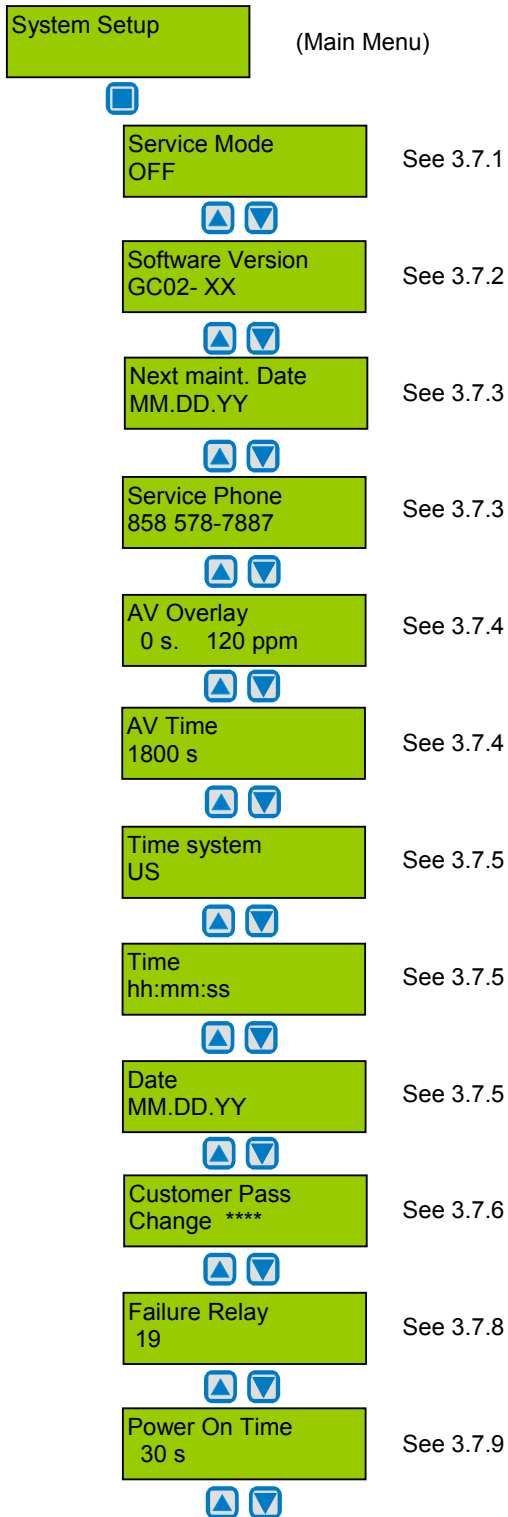 System Setup
(Main Menu)
Service Mode
OFF
See 3.7.1
Software Version
GC02- XX
See 3.7.2
Next maint. Date
MM.DD.YY
See 3.7.3
Service Phone
858 578-7887
See 3.7.3
AV Overlay
0 s. 120 ppm
See 3.7.4
AV Time
1800 s
See 3.7.4
Time system
US
See 3.7.5
Time
hh:mm:ss
See 3.7.5
Date
MM.DD.YY
See 3.7.5
Customer Pass
Change ****
See 3.7.6
Failure Relay
19
See 3.7.8
Power On Time
30 s
See 3.7.9